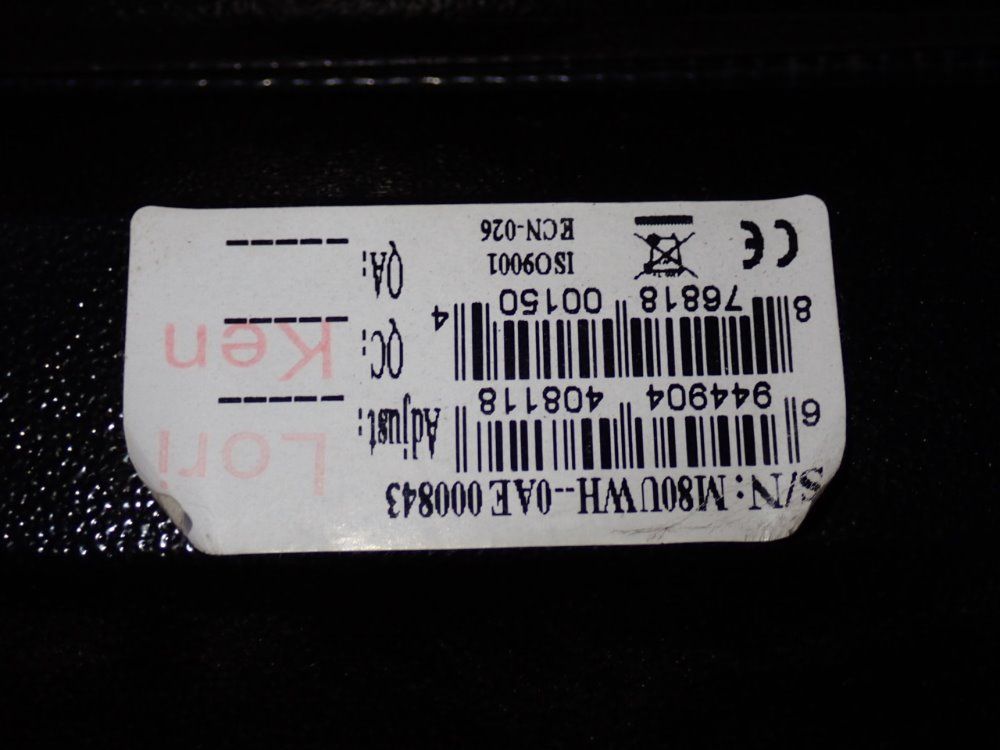 S/N: M80UWH--0AE 000843
6 944904 408118
8 76818 00150 4
ISO9001
ECN-026
CE
Adjust: Lori
QC: Ken
QA: